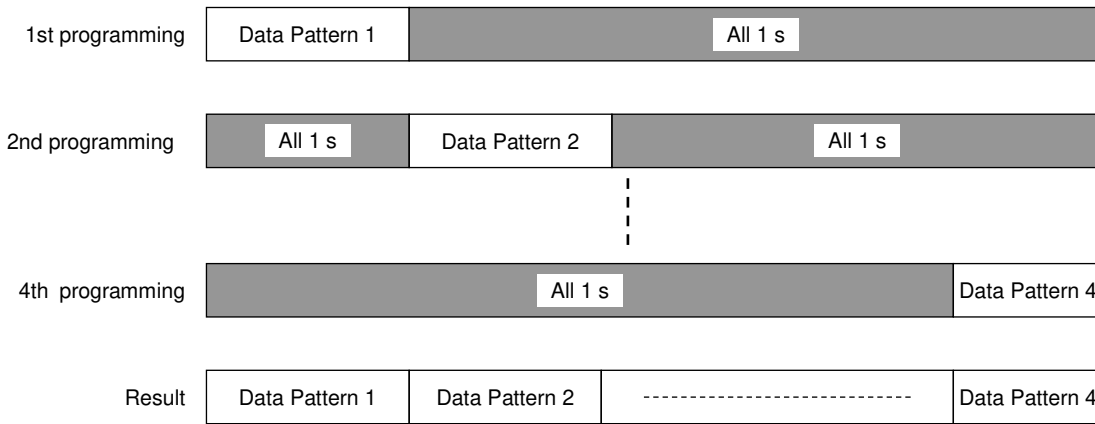 1st programming Data Pattern 1 All 1 s
2nd programming All 1 s Data Pattern 2 All 1 s
4th programming All 1 s Data Pattern 4
Result Data Pattern 1 Data Pattern 2 Data Pattern 4